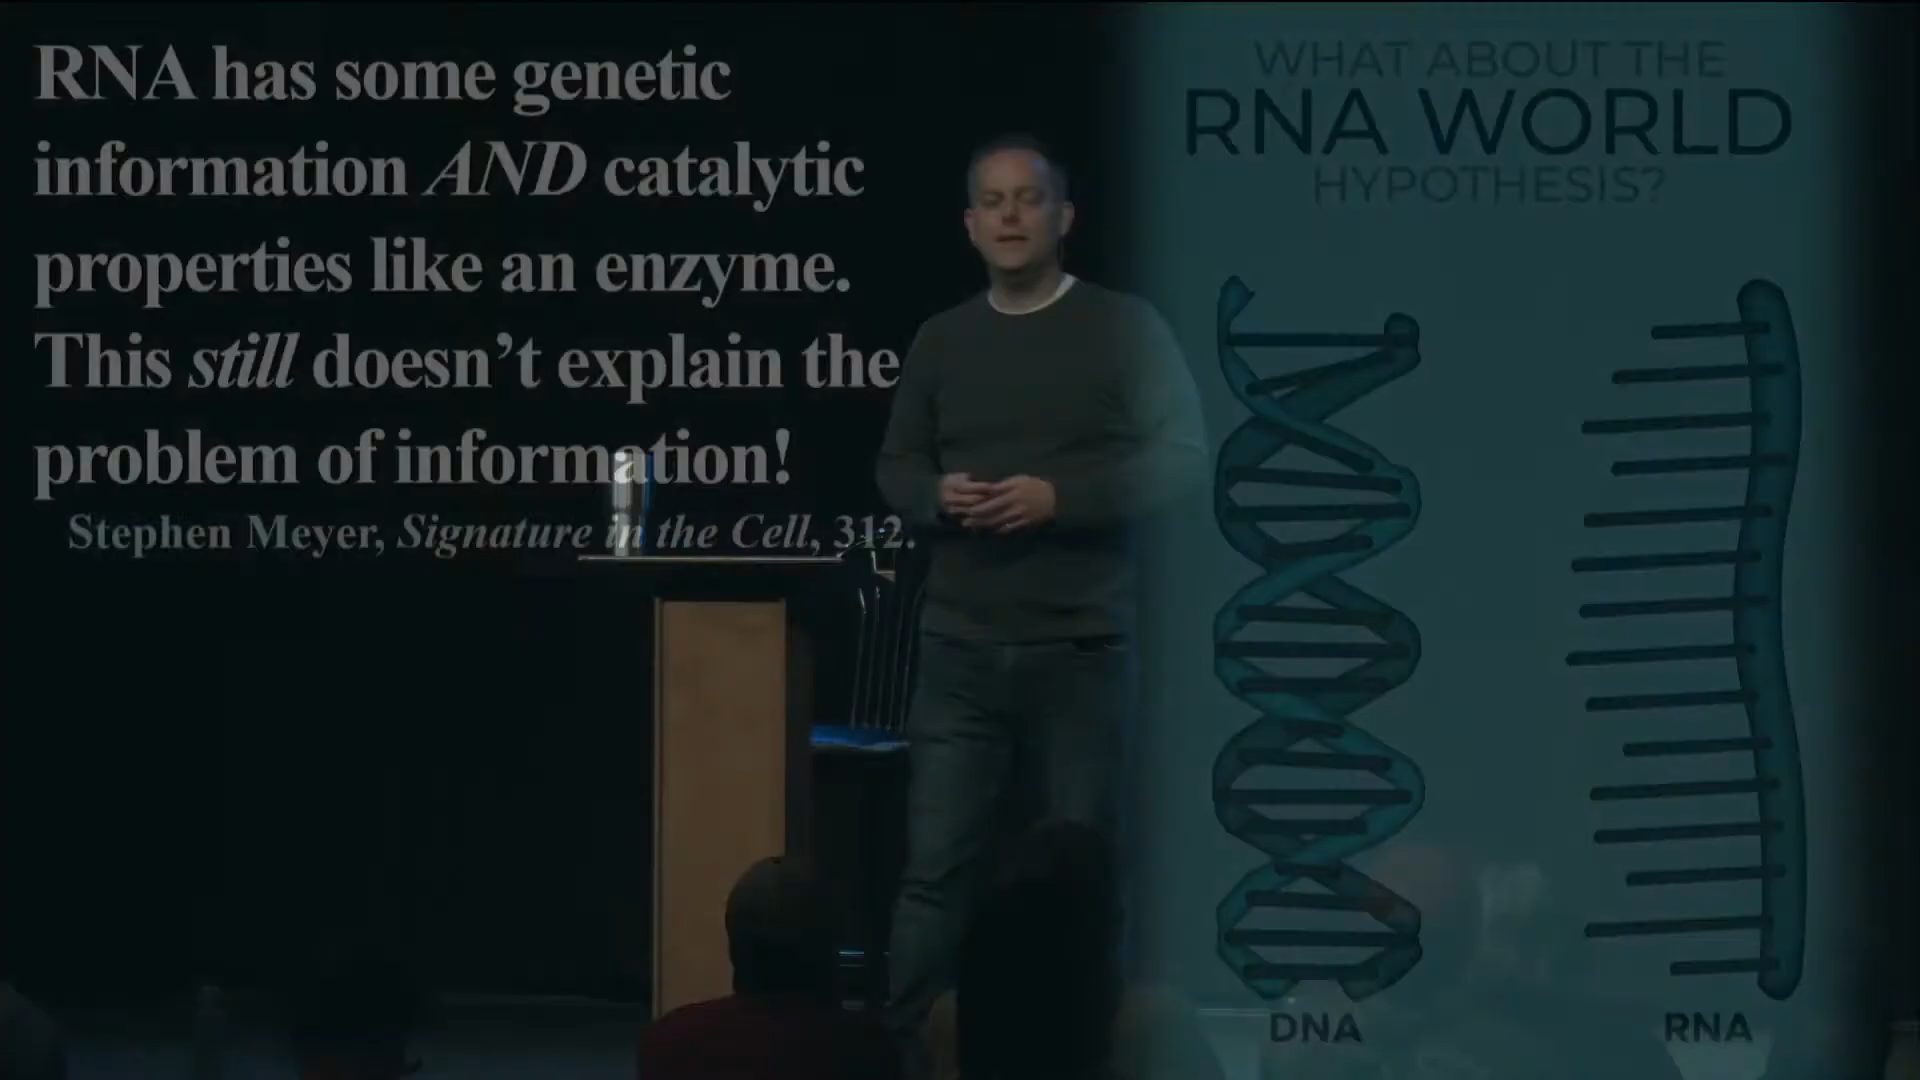 RNA has some genetic
information AND catalytic
properties like an enzyme.
This still doesn't explain the
problem of information!
Stephen Meyer, Signature in the Cell, 312.
WHAT ABOUT THE
RNA WORLD
HYPOTHESIS?
DNA
RNA